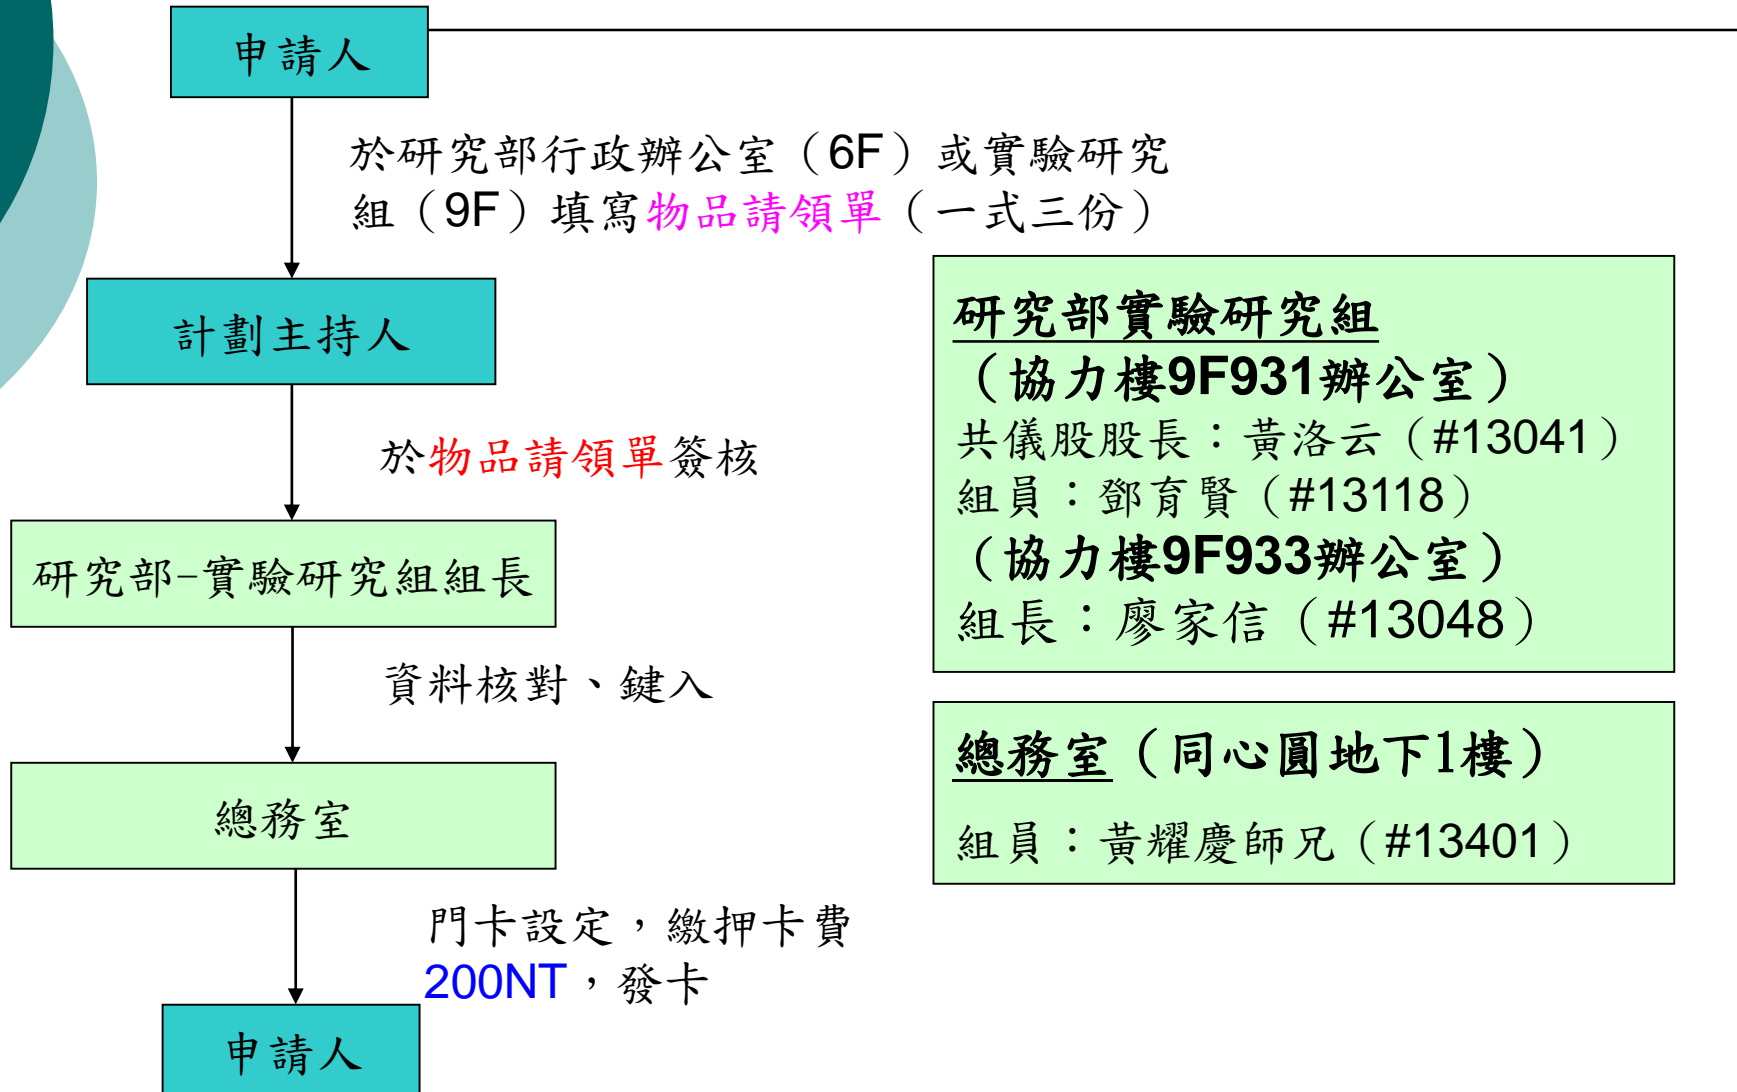 申請人
於研究部行政辦公室（6F）或實驗研究
組（9F）填寫物品請領單（一式三份）
計劃主持人
於物品請領單簽核
研究部-實驗研究組組長
資料核對、鍵入
總務室
門卡設定，繳押卡費
200NT，發卡
申請人
研究部實驗研究組
（協力樓9F931辦公室）
共儀股股長：黃洛云（#13041）
組員：鄧育賢（#13118）
（協力樓9F933辦公室）
組長：廖家信（#13048）
總務室（同心圓地下1樓）
組員：黃耀慶師兄（#13401）